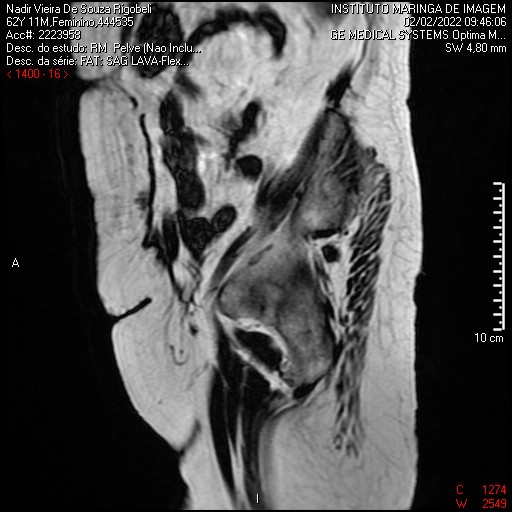 Nadir Vieira De Souza Rigobeli
62Y 11M,Feminino,444535
Acc#: 2223953
Desc. do estudo: RM  Pelve (Nao Inclu...
Desc. da série: FAT: SAG LAVA-Flex...
< 1400 - 16 >
INSTITUTO MARINGA DE IMAGEM
02/02/2022 09:46:06
GE MEDICAL SYSTEMS Optima M...
SW 4,80 mm
A
10 cm
I
C 1274
W 2549